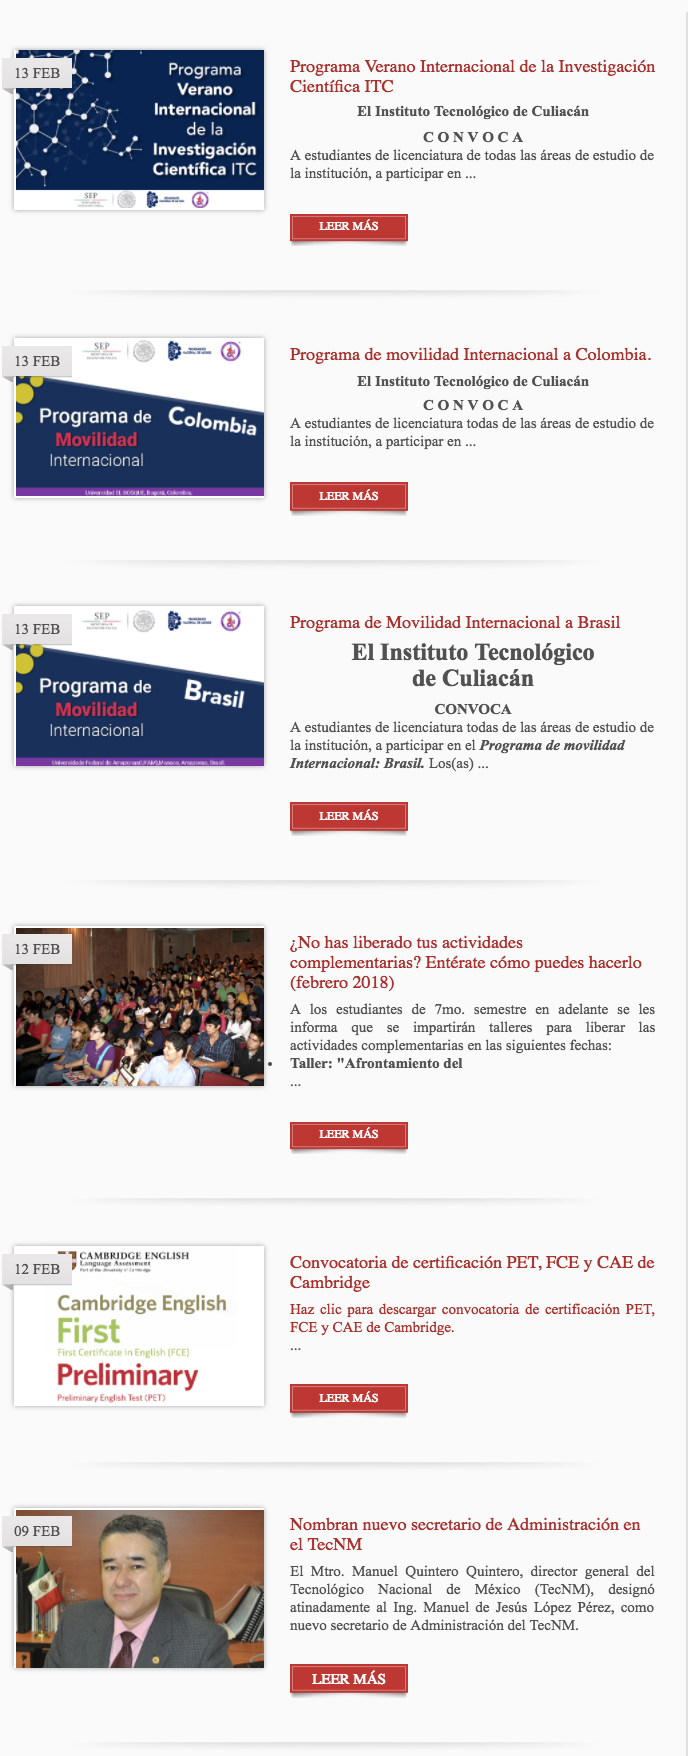 13 FEB
Programa
Verano
Internacional
de la
Investigación
Científica ITC
SEP
Programa Verano Internacional de la Investigación
Científica ITC
El Instituto Tecnológico de Culiacán
C O N V O C A
A estudiantes de licenciatura de todas las áreas de estudio de
la institución, a participar en ...
LEER MÁS
13 FEB
SEP
Programa de
Movilidad
Internacional
Colombia
Universidad EL BOSQUE, Bogotá, Colombia.
Programa de movilidad Internacional a Colombia.
El Instituto Tecnológico de Culiacán
C O N V O C A
A estudiantes de licenciatura todas de las áreas de estudio de
la institución, a participar en ...
LEER MÁS
13 FEB
SEP
Programa de
Movilidad
Internacional
Brasil
Programa de Movilidad Internacional a Brasil
El Instituto Tecnológico
de Culiacán
CONVOCA
A estudiantes de licenciatura todas de las áreas de estudio de
la institución, a participar en el Programa de movilidad
Internacional: Brasil. Los(as) ...
LEER MÁS
13 FEB
¿No has liberado tus actividades
complementarias? Entérate cómo puedes hacerlo
(febrero 2018)
A los estudiantes de 7mo. semestre en adelante se les
informa que se impartirán talleres para liberar las
actividades complementarias en las siguientes fechas:
• Taller: "Afrontamiento del
...
LEER MÁS
12 FEB
CAMBRIDGE ENGLISH
Language Assessment
Part of the University of Cambridge
Cambridge English
First
First Certificate in English (FCE)
Preliminary
Preliminary English Test (PET)
Convocatoria de certificación PET, FCE y CAE de
Cambridge
Haz clic para descargar convocatoria de certificación PET,
FCE y CAE de Cambridge.
...
LEER MÁS
09 FEB
Nombran nuevo secretario de Administración en
el TecNM
El Mtro. Manuel Quintero Quintero, director general del
Tecnológico Nacional de México (TecNM), designó
atinadamente al Ing. Manuel de Jesús López Pérez, como
nuevo secretario de Administración del TecNM.
LEER MÁS